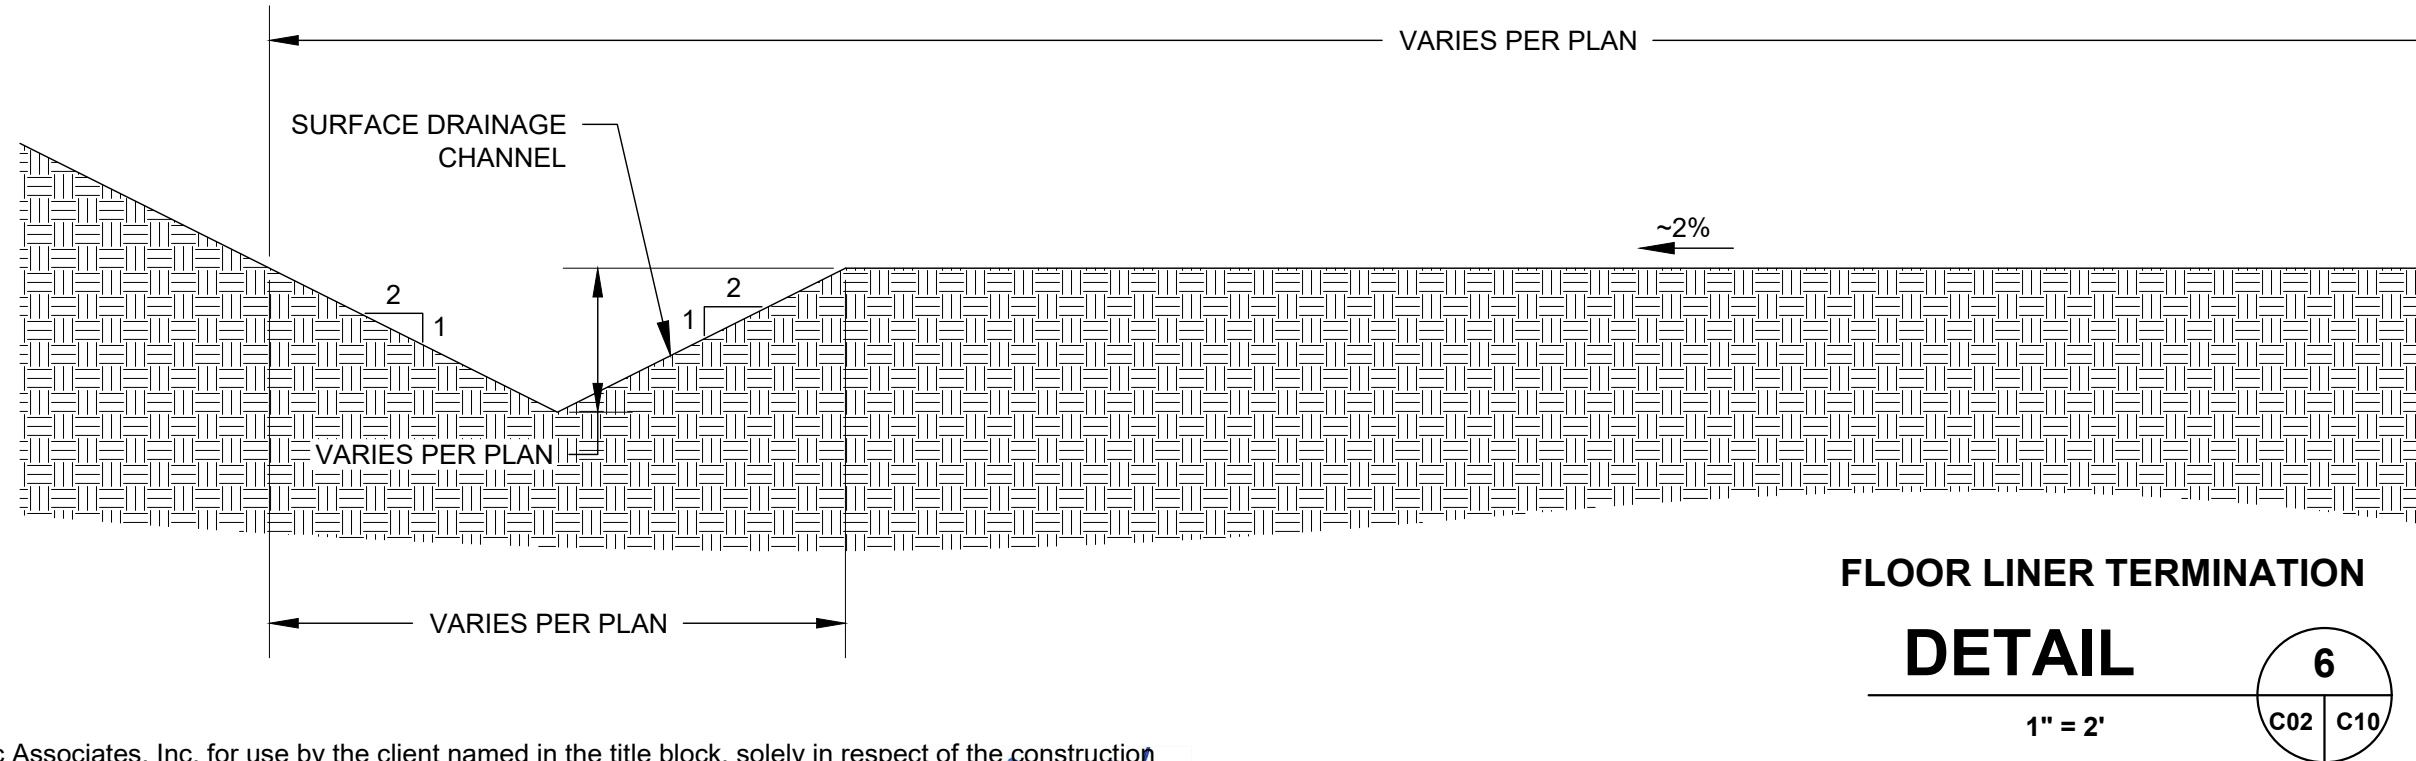 VARIES PER PLAN
SURFACE DRAINAGE
CHANNEL
~2%
2
1
2
1
VARIES PER PLAN
VARIES PER PLAN
FLOOR LINER TERMINATION
DETAIL
6
C02 C10
1" = 2'
Associates, Inc. for use by the client named in the title block, solely in respect of the construction